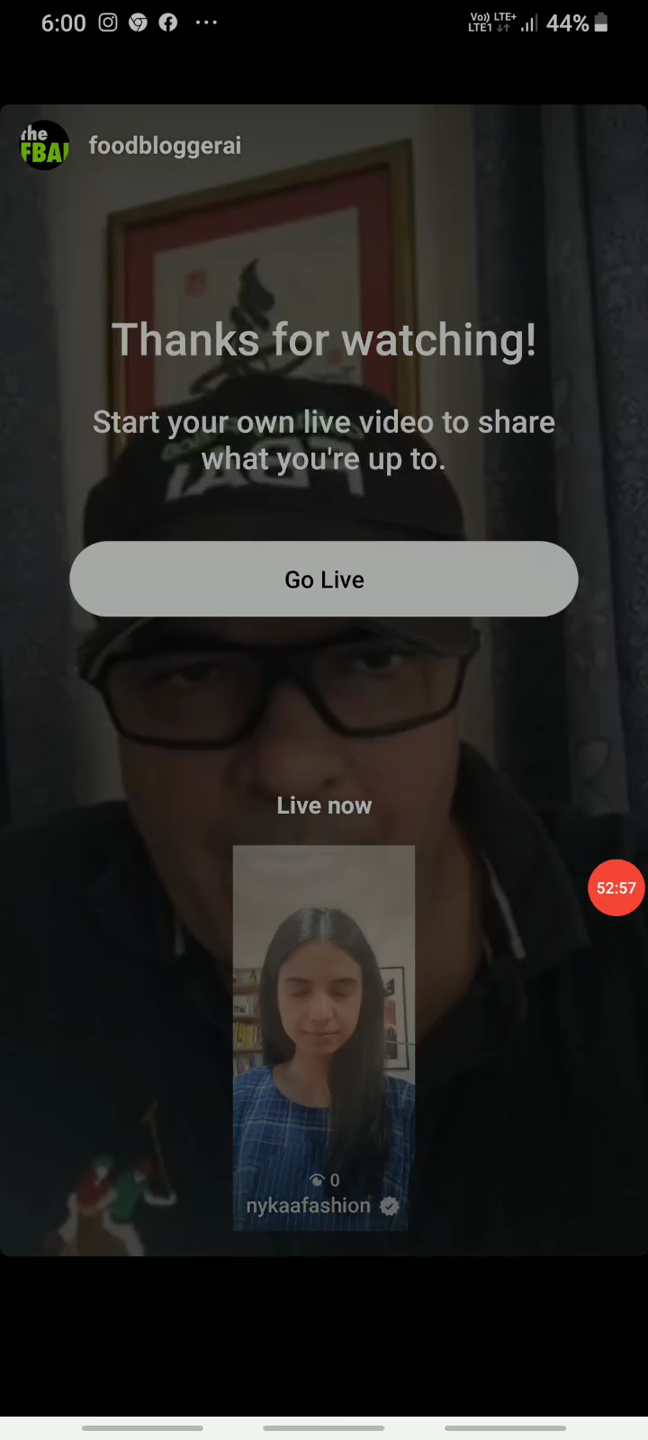 6:00
Vo)) LTE+
LTE1
44%
the
FBAI
foodbloggerai
Thanks for watching!
Start your own live video to share
what you're up to.
FBAI
Go Live
Live now
52:57
0
nykaafashion